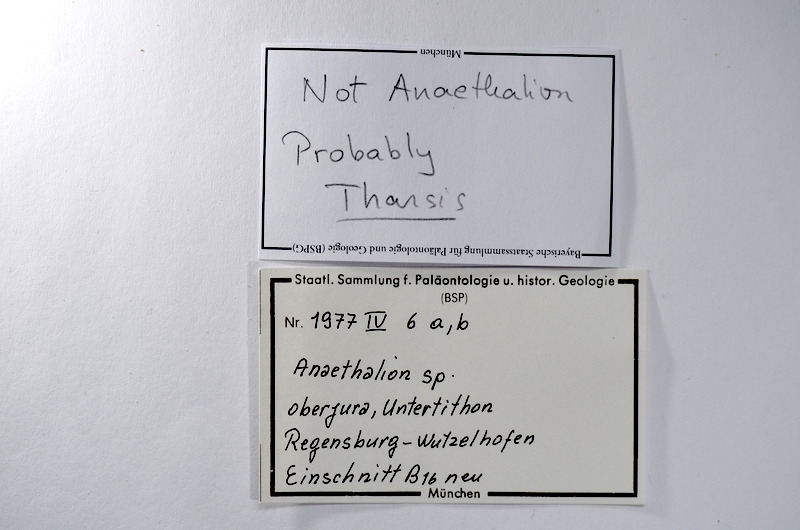 München
Not Anaethalion
Probably
Tharsis
Bayerische Staatssammlung für Paläontologie und Geologie (BSPG)
Staatl. Sammlung f. Paläontologie u. histor. Geologie
(BSP)
Nr. 1977 IV 6 a,b
Anaethalion sp.
oberjura, Untertithon
Regensburg-Wutzelhofen
Einschnitt B16 neu
München